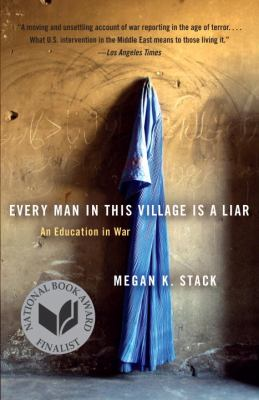 "A moving and unsettling account of war reporting in the age of terror. . . .
What U.S. intervention in the Middle East means to those living it."
—Los Angeles Times
EVERY MAN IN THIS VILLAGE IS A LIAR
An Education in War
MEGAN K. STACK
NATIONAL BOOK AWARD
FINALIST